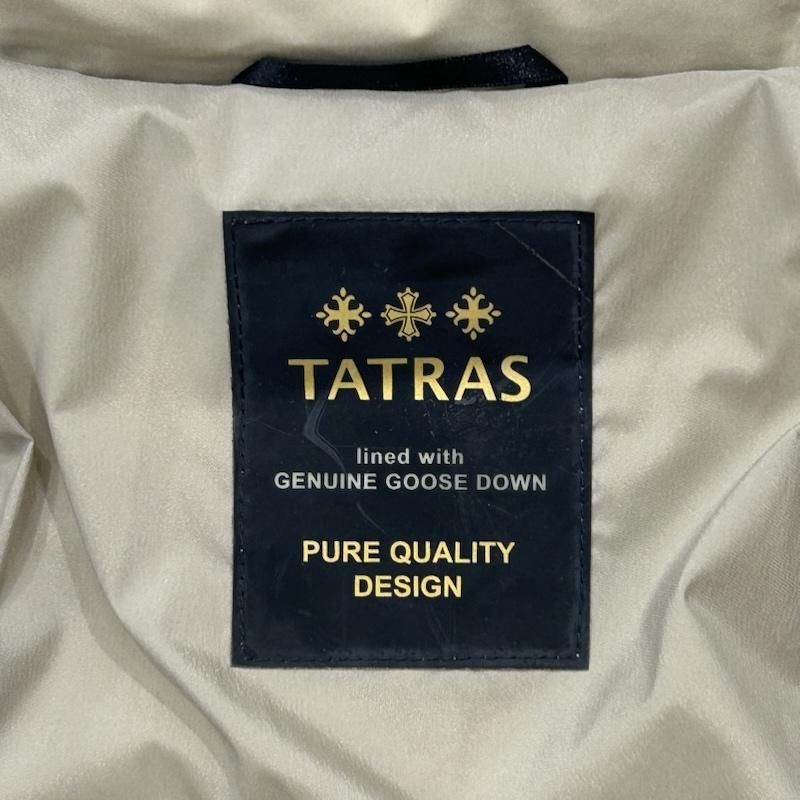 TATRAS
lined with
GENUINE GOOSE DOWN
PURE QUALITY
DESIGN